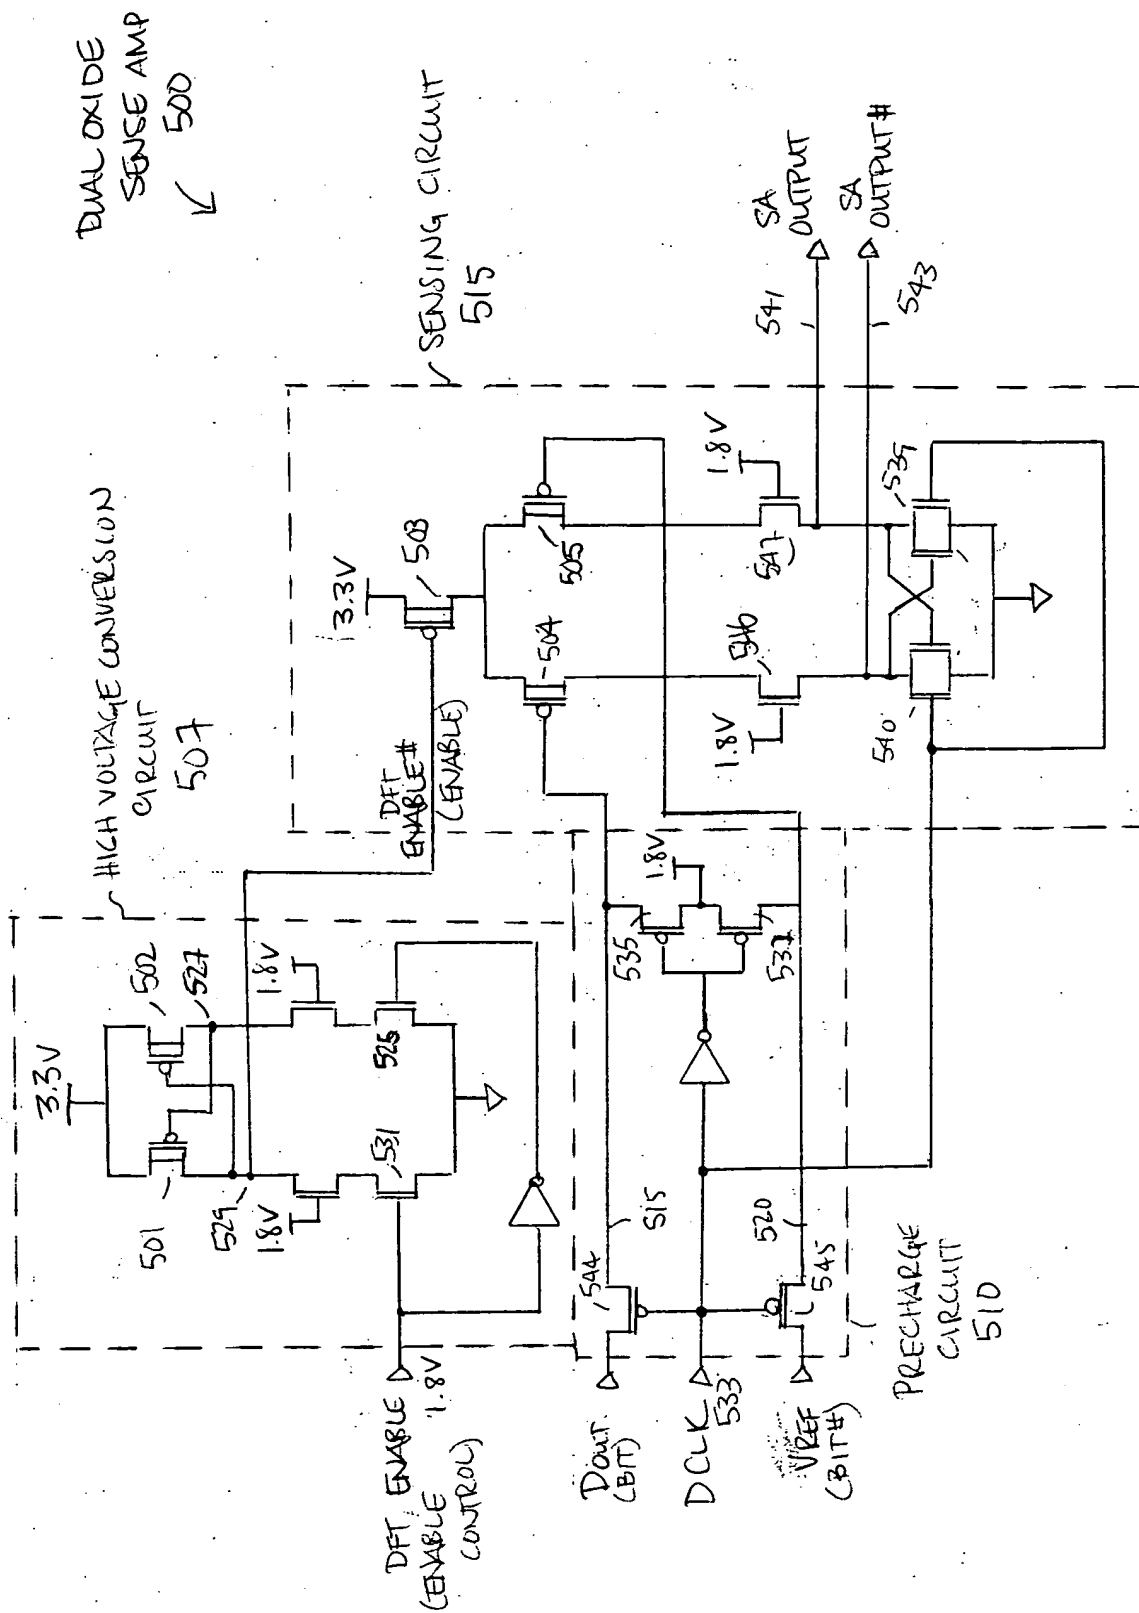 DUAL OXIDE
SENSE AMP
500
HIGH VOLTAGE CONVERSION
CIRCUIT
507
SENSING CIRCUIT
515
3.3V
501
502
527
529
1.8V
1.8V
531
525
DFT ENABLE
1.8V
(ENABLE
CONTROL)
DFT
ENABLE#
(ENABLE)
3.3V
503
504
505
1.8V
546
1.8V
547
541
SA
OUTPUT
543
SA
OUTPUT#
540
539
DOUT
(BIT)
544
515
DCLK
533
VREF
(BIT#)
545
520
535
537
1.8V
PRECHARGE
CIRCUIT
510